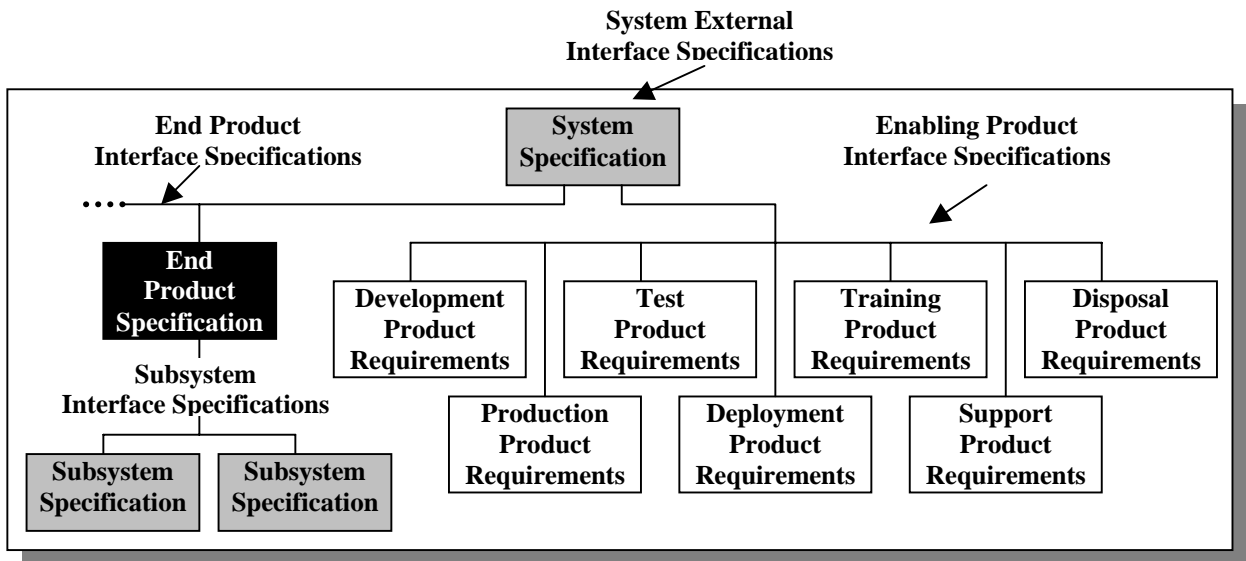 System External
Interface Specifications
End Product
Interface Specifications
System
Specification
Enabling Product
Interface Specifications
End
Product
Specification
Development
Product
Requirements
Test
Product
Requirements
Training
Product
Requirements
Disposal
Product
Requirements
Subsystem
Interface Specifications
Production
Product
Requirements
Deployment
Product
Requirements
Support
Product
Requirements
Subsystem
Specification
Subsystem
Specification